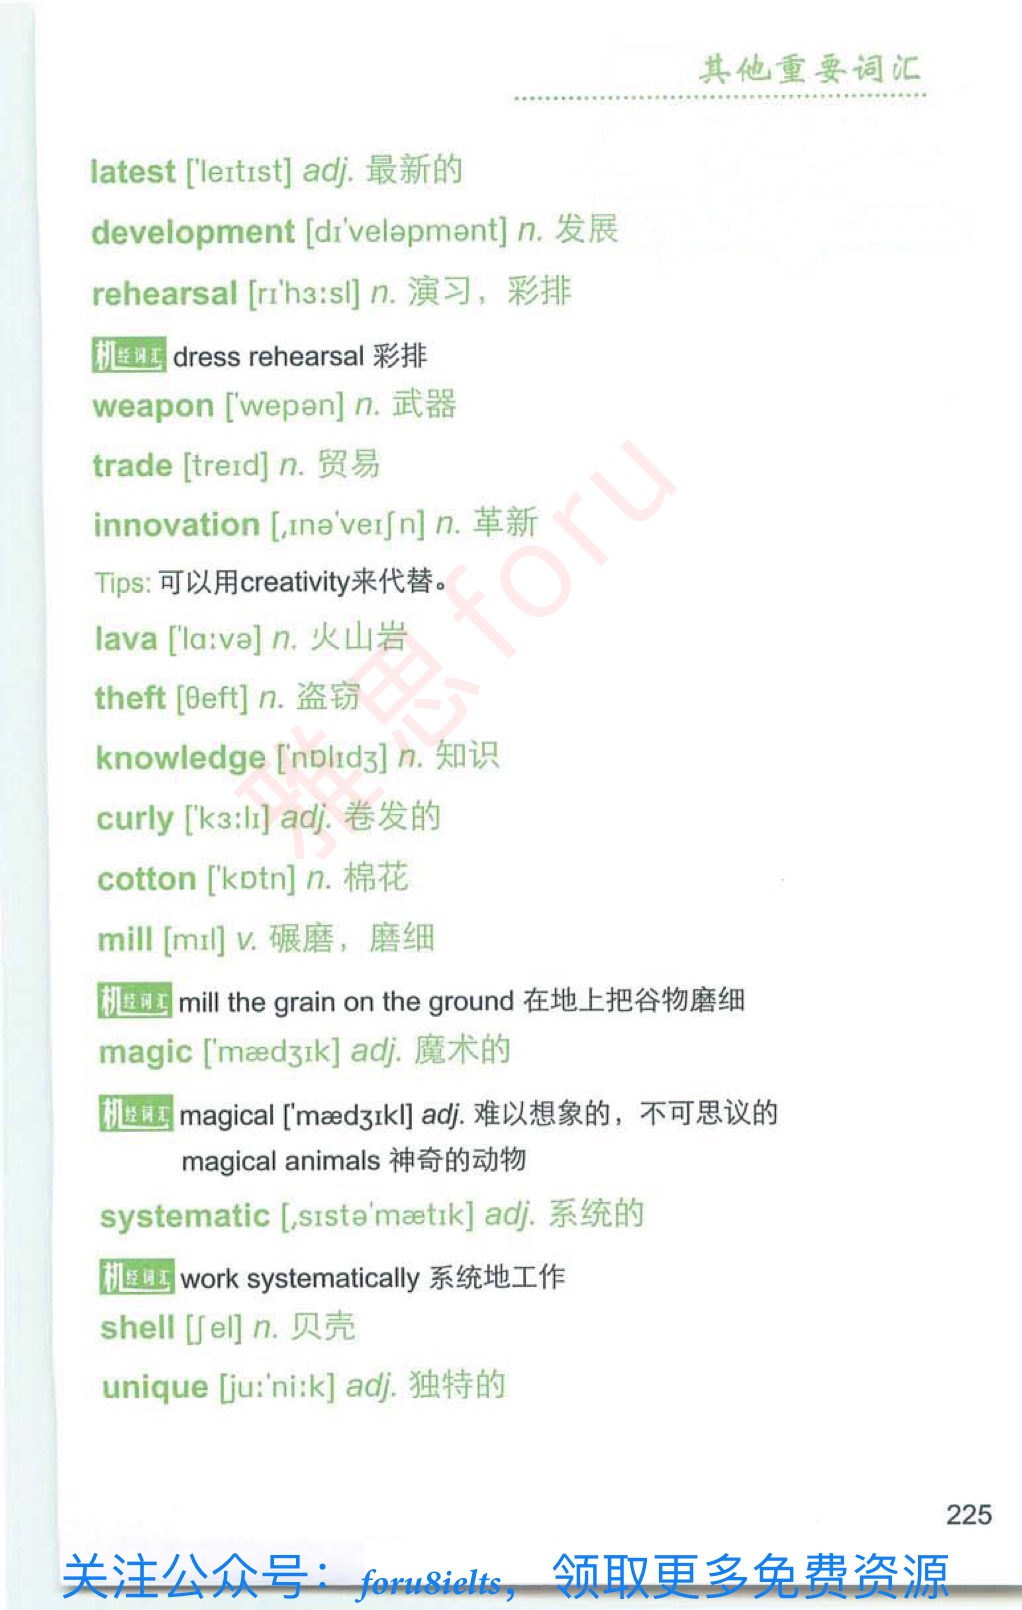 其他重要词汇
latest ['leɪtɪst] adj. 最新的
development [dɪ'veləpmənt] n. 发展
rehearsal [rɪ'hɜːsl] n. 演习，彩排
机经词汇 dress rehearsal 彩排
weapon ['wepən] n. 武器
trade [treɪd] n. 贸易
innovation [ˌɪnə'veɪʃn] n. 革新
Tips: 可以用creativity来代替。
lava ['lɑːvə] n. 火山岩
theft [θeft] n. 盗窃
knowledge ['nɒlɪdʒ] n. 知识
curly ['kɜːlɪ] adj. 卷发的
cotton ['kɒtn] n. 棉花
mill [mɪl] v. 碾磨，磨细
机经词汇 mill the grain on the ground 在地上把谷物磨细
magic ['mædʒɪk] adj. 魔术的
机经词汇 magical ['mædʒɪkl] adj. 难以想象的，不可思议的
magical animals 神奇的动物
systematic [ˌsɪstə'mætɪk] adj. 系统的
机经词汇 work systematically 系统地工作
shell [ʃel] n. 贝壳
unique [juː'niːk] adj. 独特的
225
雅思foru
关注公众号：foru8ielts，领取更多免费资源